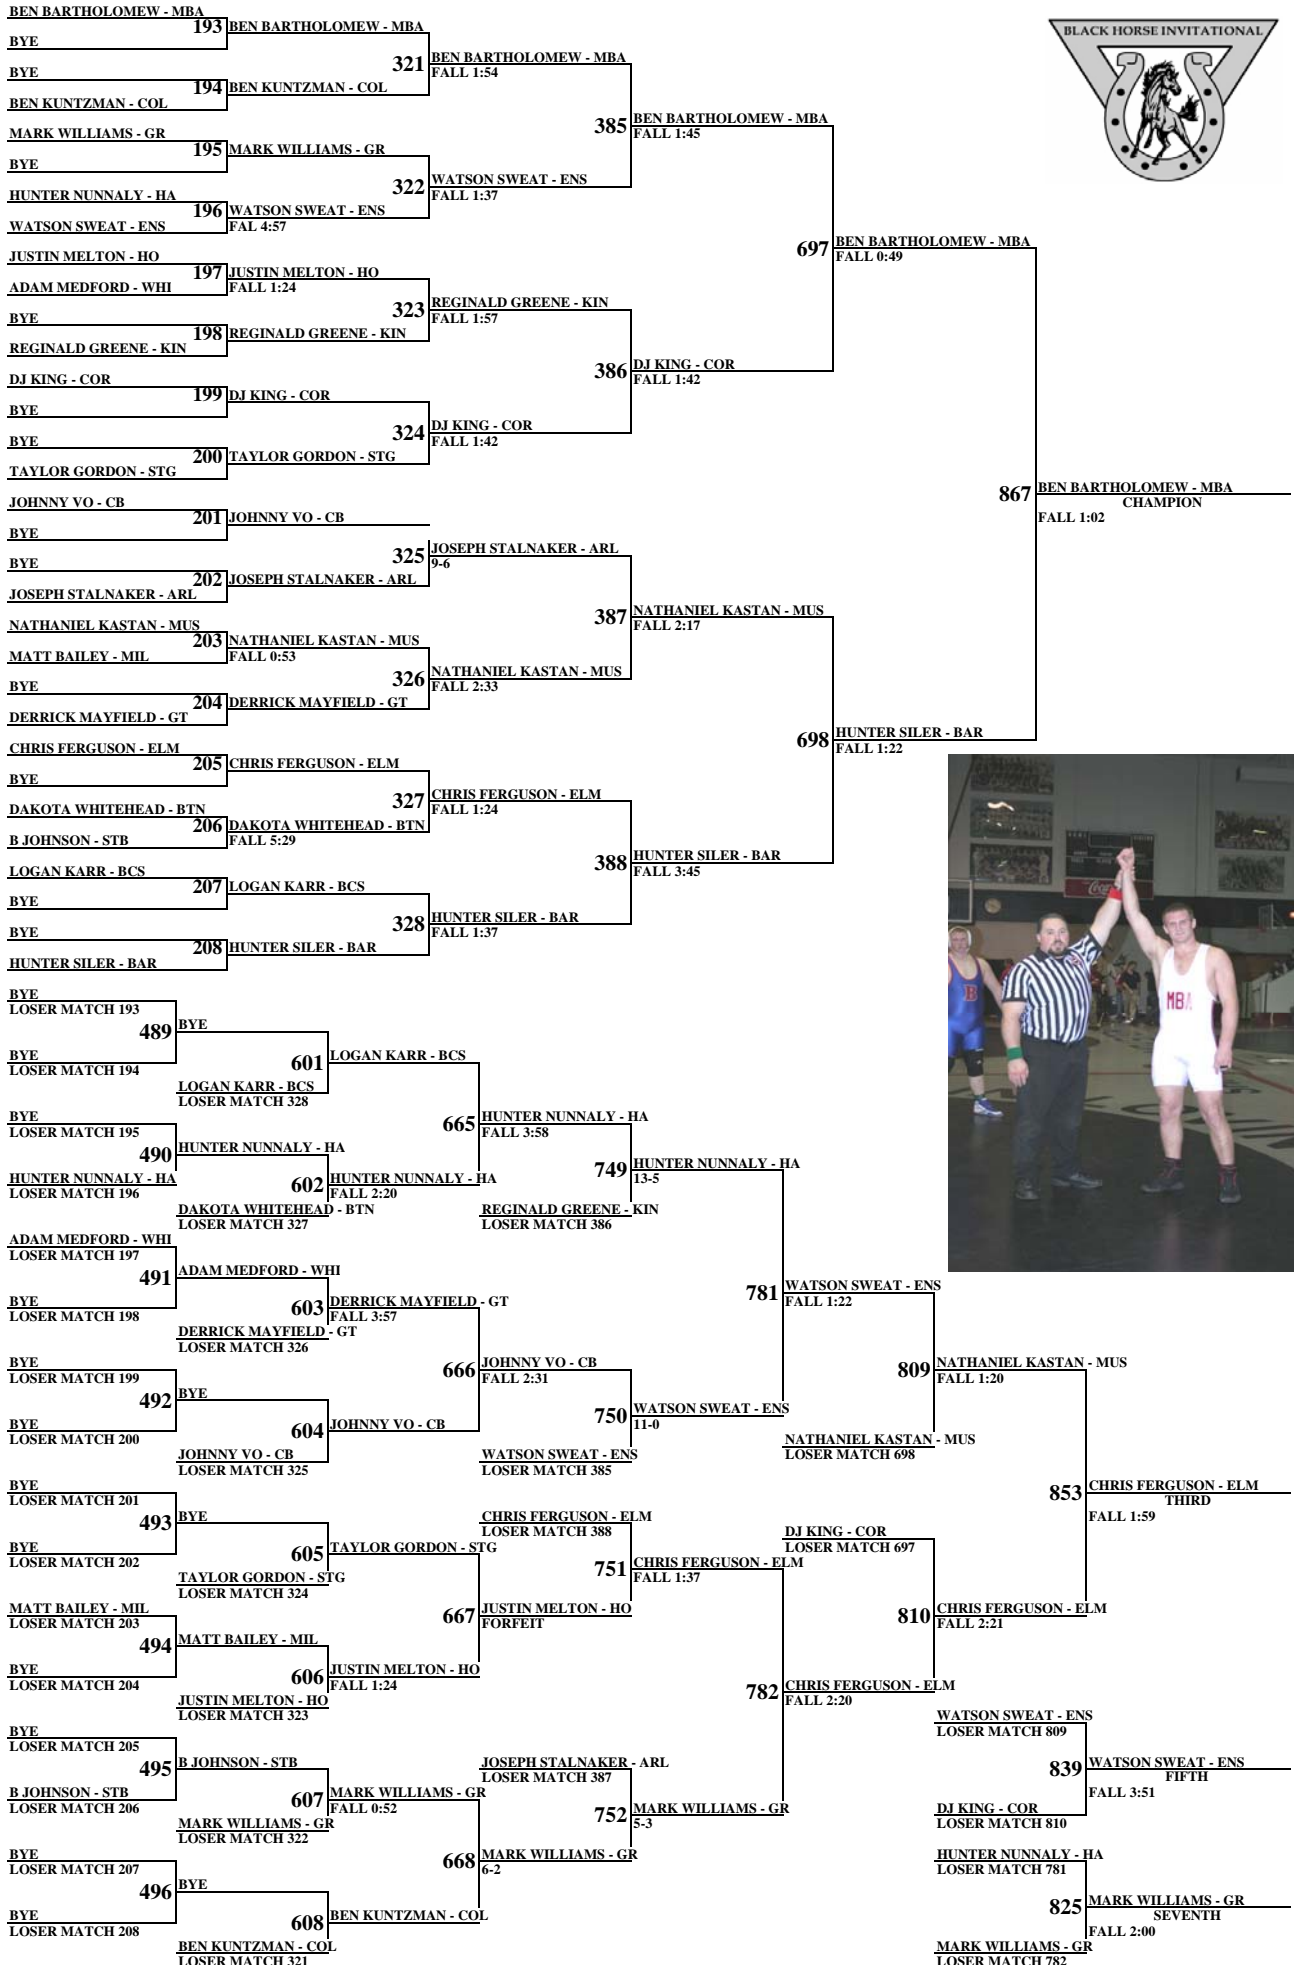 BLACK HORSE INVITATIONAL
BEN BARTHOLOMEW - MBA
BYE
193
BEN BARTHOLOMEW - MBA
BYE
BEN KUNTZMAN - COL
194
BEN KUNTZMAN - COL
321
BEN BARTHOLOMEW - MBA
FALL 1:54
MARK WILLIAMS - GR
BYE
195
MARK WILLIAMS - GR
HUNTER NUNNALY - HA
WATSON SWEAT - ENS
196
WATSON SWEAT - ENS
FAL 4:57
322
WATSON SWEAT - ENS
FALL 1:37
385
BEN BARTHOLOMEW - MBA
FALL 1:45
JUSTIN MELTON - HO
ADAM MEDFORD - WHI
197
JUSTIN MELTON - HO
FALL 1:24
BYE
REGINALD GREENE - KIN
198
REGINALD GREENE - KIN
323
REGINALD GREENE - KIN
FALL 1:57
DJ KING - COR
BYE
199
DJ KING - COR
BYE
TAYLOR GORDON - STG
200
TAYLOR GORDON - STG
324
DJ KING - COR
FALL 1:42
386
DJ KING - COR
FALL 1:42
697
BEN BARTHOLOMEW - MBA
FALL 0:49
JOHNNY VO - CB
BYE
201
JOHNNY VO - CB
BYE
JOSEPH STALNAKER - ARL
202
JOSEPH STALNAKER - ARL
325
JOSEPH STALNAKER - ARL
9-6
NATHANIEL KASTAN - MUS
MATT BAILEY - MIL
203
NATHANIEL KASTAN - MUS
FALL 0:53
BYE
DERRICK MAYFIELD - GT
204
DERRICK MAYFIELD - GT
326
NATHANIEL KASTAN - MUS
FALL 2:33
387
NATHANIEL KASTAN - MUS
FALL 2:17
CHRIS FERGUSON - ELM
BYE
205
CHRIS FERGUSON - ELM
DAKOTA WHITEHEAD - BTN
B JOHNSON - STB
206
DAKOTA WHITEHEAD - BTN
FALL 5:29
327
CHRIS FERGUSON - ELM
FALL 1:24
LOGAN KARR - BCS
BYE
207
LOGAN KARR - BCS
BYE
HUNTER SILER - BAR
208
HUNTER SILER - BAR
328
HUNTER SILER - BAR
FALL 1:37
388
HUNTER SILER - BAR
FALL 3:45
698
HUNTER SILER - BAR
FALL 1:22
867
BEN BARTHOLOMEW - MBA
CHAMPION
FALL 1:02
B
MBA
Coca-Cola
BYE
LOSER MATCH 193
BYE
LOSER MATCH 194
489
BYE
LOGAN KARR - BCS
LOSER MATCH 328
601
LOGAN KARR - BCS
BYE
LOSER MATCH 195
HUNTER NUNNALY - HA
LOSER MATCH 196
490
HUNTER NUNNALY - HA
DAKOTA WHITEHEAD - BTN
LOSER MATCH 327
602
HUNTER NUNNALY - HA
FALL 2:20
665
HUNTER NUNNALY - HA
FALL 3:58
REGINALD GREENE - KIN
LOSER MATCH 386
749
HUNTER NUNNALY - HA
13-5
ADAM MEDFORD - WHI
LOSER MATCH 197
BYE
LOSER MATCH 198
491
ADAM MEDFORD - WHI
DERRICK MAYFIELD - GT
LOSER MATCH 326
603
DERRICK MAYFIELD - GT
FALL 3:57
BYE
LOSER MATCH 199
BYE
LOSER MATCH 200
492
BYE
JOHNNY VO - CB
LOSER MATCH 325
604
JOHNNY VO - CB
666
JOHNNY VO - CB
FALL 2:31
WATSON SWEAT - ENS
LOSER MATCH 385
750
WATSON SWEAT - ENS
11-0
781
WATSON SWEAT - ENS
FALL 1:22
NATHANIEL KASTAN - MUS
LOSER MATCH 698
809
NATHANIEL KASTAN - MUS
FALL 1:20
BYE
LOSER MATCH 201
BYE
LOSER MATCH 202
493
BYE
TAYLOR GORDON - STG
LOSER MATCH 324
605
TAYLOR GORDON - STG
MATT BAILEY - MIL
LOSER MATCH 203
BYE
LOSER MATCH 204
494
MATT BAILEY - MIL
JUSTIN MELTON - HO
LOSER MATCH 323
606
JUSTIN MELTON - HO
FALL 1:24
CHRIS FERGUSON - ELM
LOSER MATCH 388
667
JUSTIN MELTON - HO
FORFEIT
751
CHRIS FERGUSON - ELM
FALL 1:37
BYE
LOSER MATCH 205
B JOHNSON - STB
LOSER MATCH 206
495
B JOHNSON - STB
MARK WILLIAMS - GR
LOSER MATCH 322
607
MARK WILLIAMS - GR
FALL 0:52
BYE
LOSER MATCH 207
BYE
LOSER MATCH 208
496
BYE
BEN KUNTZMAN - COL
LOSER MATCH 321
608
BEN KUNTZMAN - COL
JOSEPH STALNAKER - ARL
LOSER MATCH 387
668
MARK WILLIAMS - GR
6-2
752
MARK WILLIAMS - GR
5-3
782
CHRIS FERGUSON - ELM
FALL 2:20
DJ KING - COR
LOSER MATCH 697
810
CHRIS FERGUSON - ELM
FALL 2:21
853
CHRIS FERGUSON - ELM
THIRD
FALL 1:59
WATSON SWEAT - ENS
LOSER MATCH 809
DJ KING - COR
LOSER MATCH 810
839
WATSON SWEAT - ENS
FIFTH
FALL 3:51
HUNTER NUNNALY - HA
LOSER MATCH 781
MARK WILLIAMS - GR
LOSER MATCH 782
825
MARK WILLIAMS - GR
SEVENTH
FALL 2:00